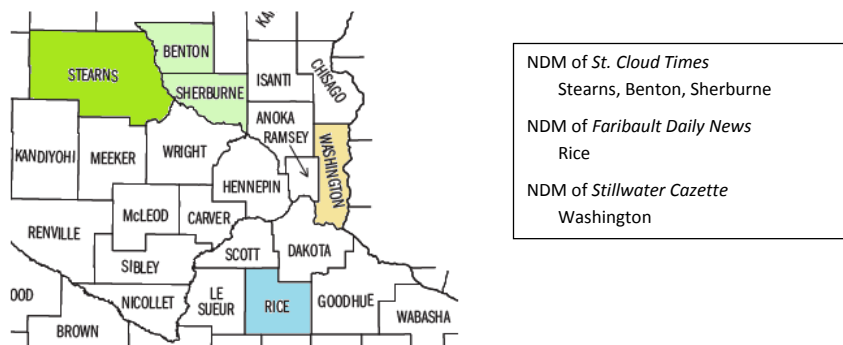 KA
BENTON
STEARNS
ISANTI
CHISAGO
SHERBURNE
ANOKA
RAMSEY
WASHINGTON
KANDIYOHI
MEEKER
WRIGHT
HENNEPIN
McLEOD
CARVER
RENVILLE
SCOTT
DAKOTA
SIBLEY
OOD
NICOLLET
LE
SUEUR
RICE
GOODHUE
WABASHA
BROWN
NDM of St. Cloud Times
Stearns, Benton, Sherburne
NDM of Faribault Daily News
Rice
NDM of Stillwater Cazette
Washington